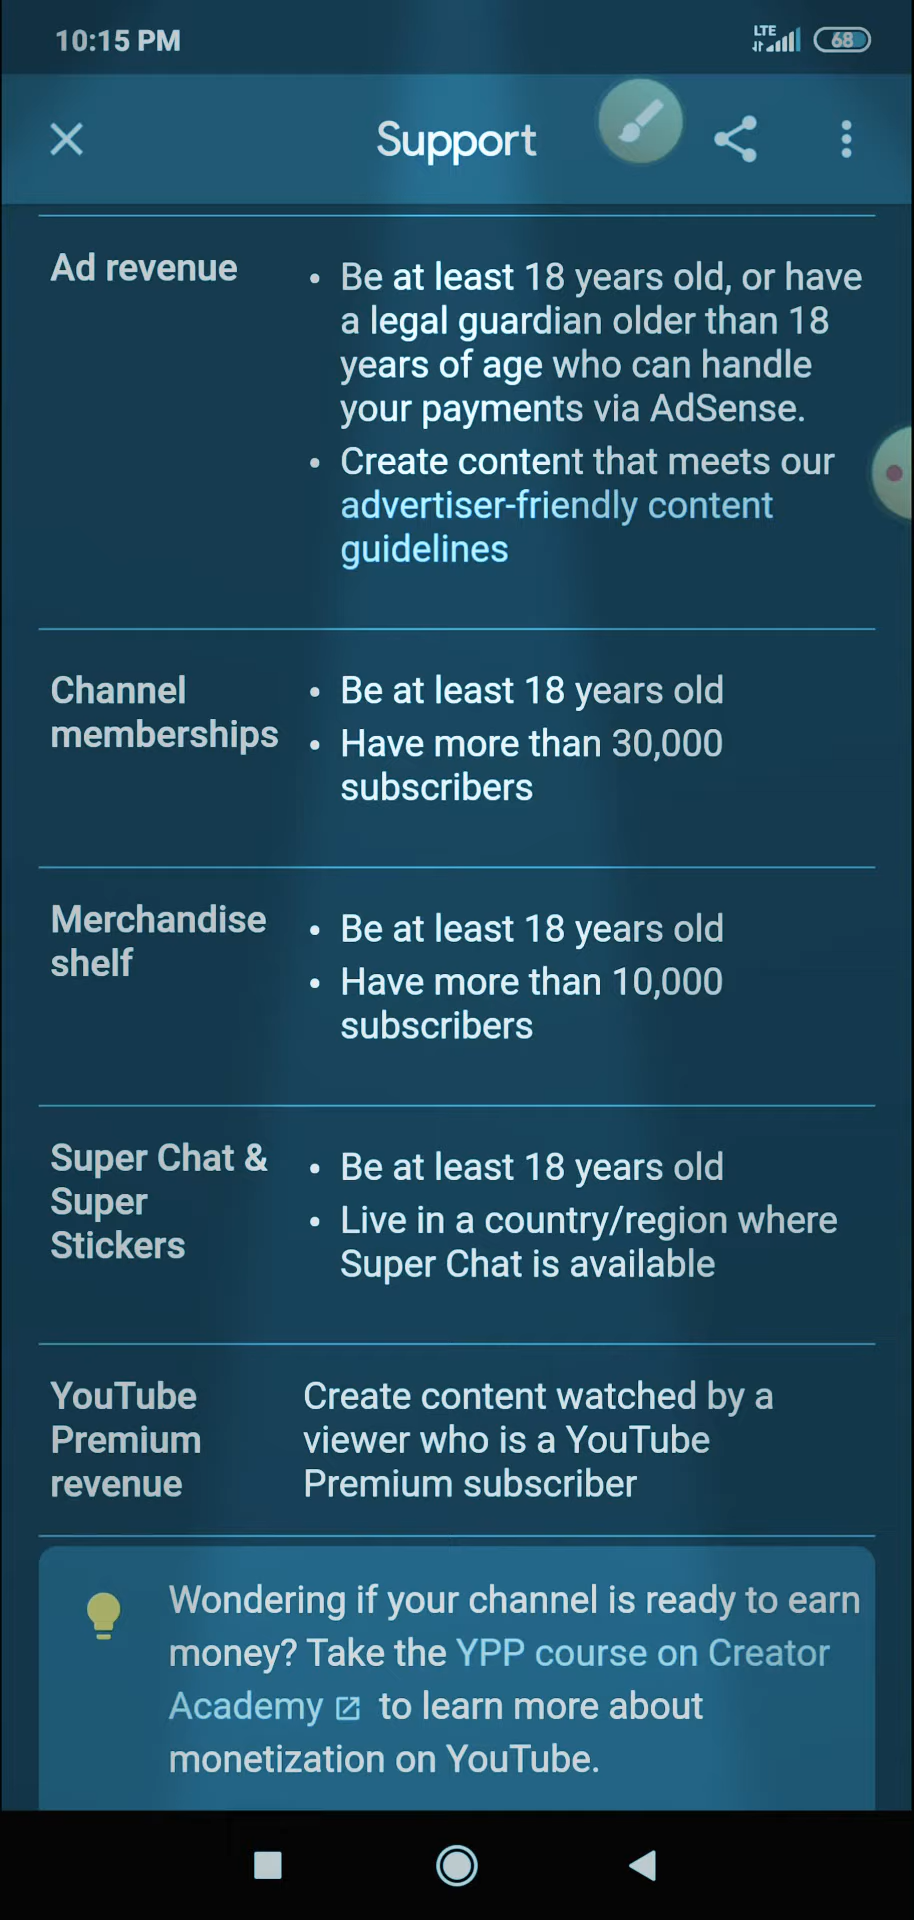 10:15 PM
LTE
68
Support
Ad revenue
• Be at least 18 years old, or have
a legal guardian older than 18
years of age who can handle
your payments via AdSense.
• Create content that meets our
advertiser-friendly content
guidelines
Channel
memberships
• Be at least 18 years old
• Have more than 30,000
subscribers
Merchandise
shelf
• Be at least 18 years old
• Have more than 10,000
subscribers
Super Chat &
Super
Stickers
• Be at least 18 years old
• Live in a country/region where
Super Chat is available
YouTube
Premium
revenue
Create content watched by a
viewer who is a YouTube
Premium subscriber
Wondering if your channel is ready to earn
money? Take the YPP course on Creator
Academy to learn more about
monetization on YouTube.